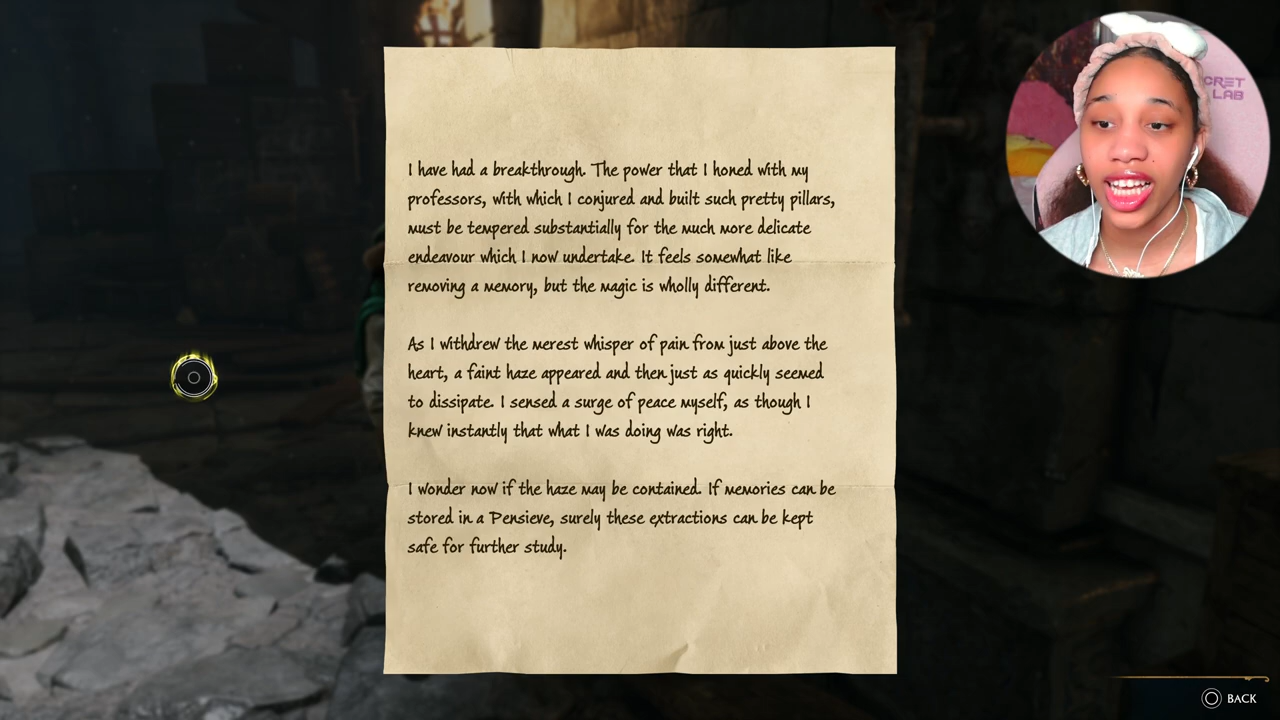 CRET
LAB
I have had a breakthrough. The power that I honed with my
professors, with which I conjured and built such pretty pillars,
must be tempered substantially for the much more delicate
endeavour which I now undertake. It feels somewhat like
removing a memory, but the magic is wholly different.
As I withdrew the merest whisper of pain from just above the
heart, a faint haze appeared and then just as quickly seemed
to dissipate. I sensed a surge of peace myself, as though I
knew instantly that what I was doing was right.
I wonder now if the haze may be contained. If memories can be
stored in a Pensieve, surely these extractions can be kept
safe for further study.
BACK